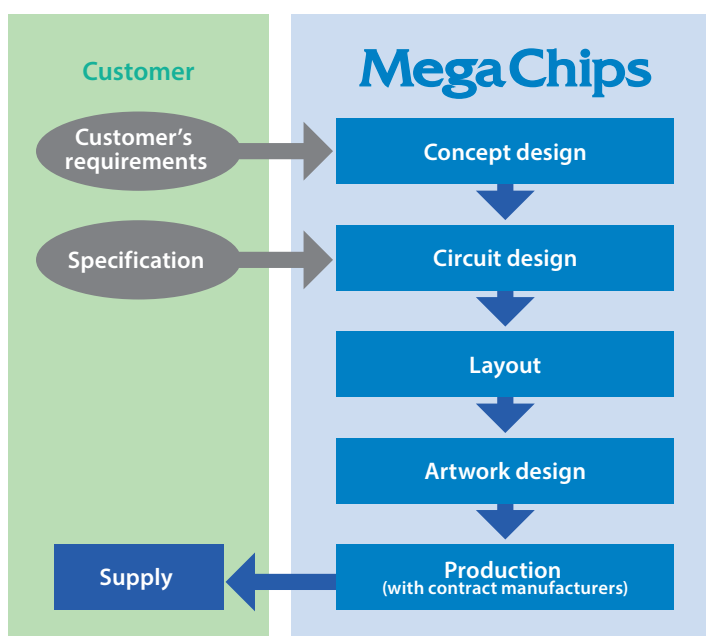 Customer
MegaChips
Customer's
requirements
Concept design
Specification
Circuit design
Layout
Artwork design
Supply
Production
(with contract manufacturers)